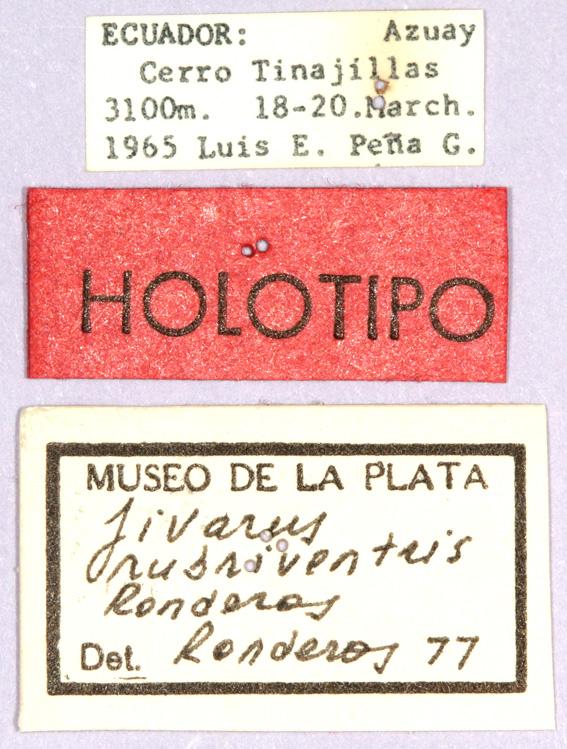 ECUADOR: Azuay
Cerro Tinajillas
3100m. 18-20.March.
1965 Luis E. Peña G.
HOLOTIPO
MUSEO DE LA PLATA
Jivarus
rubriventris
Ronderos
Det. Ronderos 77